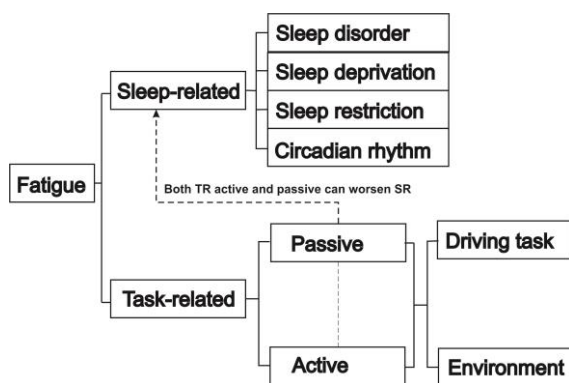 Sleep disorder
Sleep-related
Sleep deprivation
Sleep restriction
Circadian rhythm
Fatigue
Both TR active and passive can worsen SR
Passive
Driving task
Task-related
Active
Environment